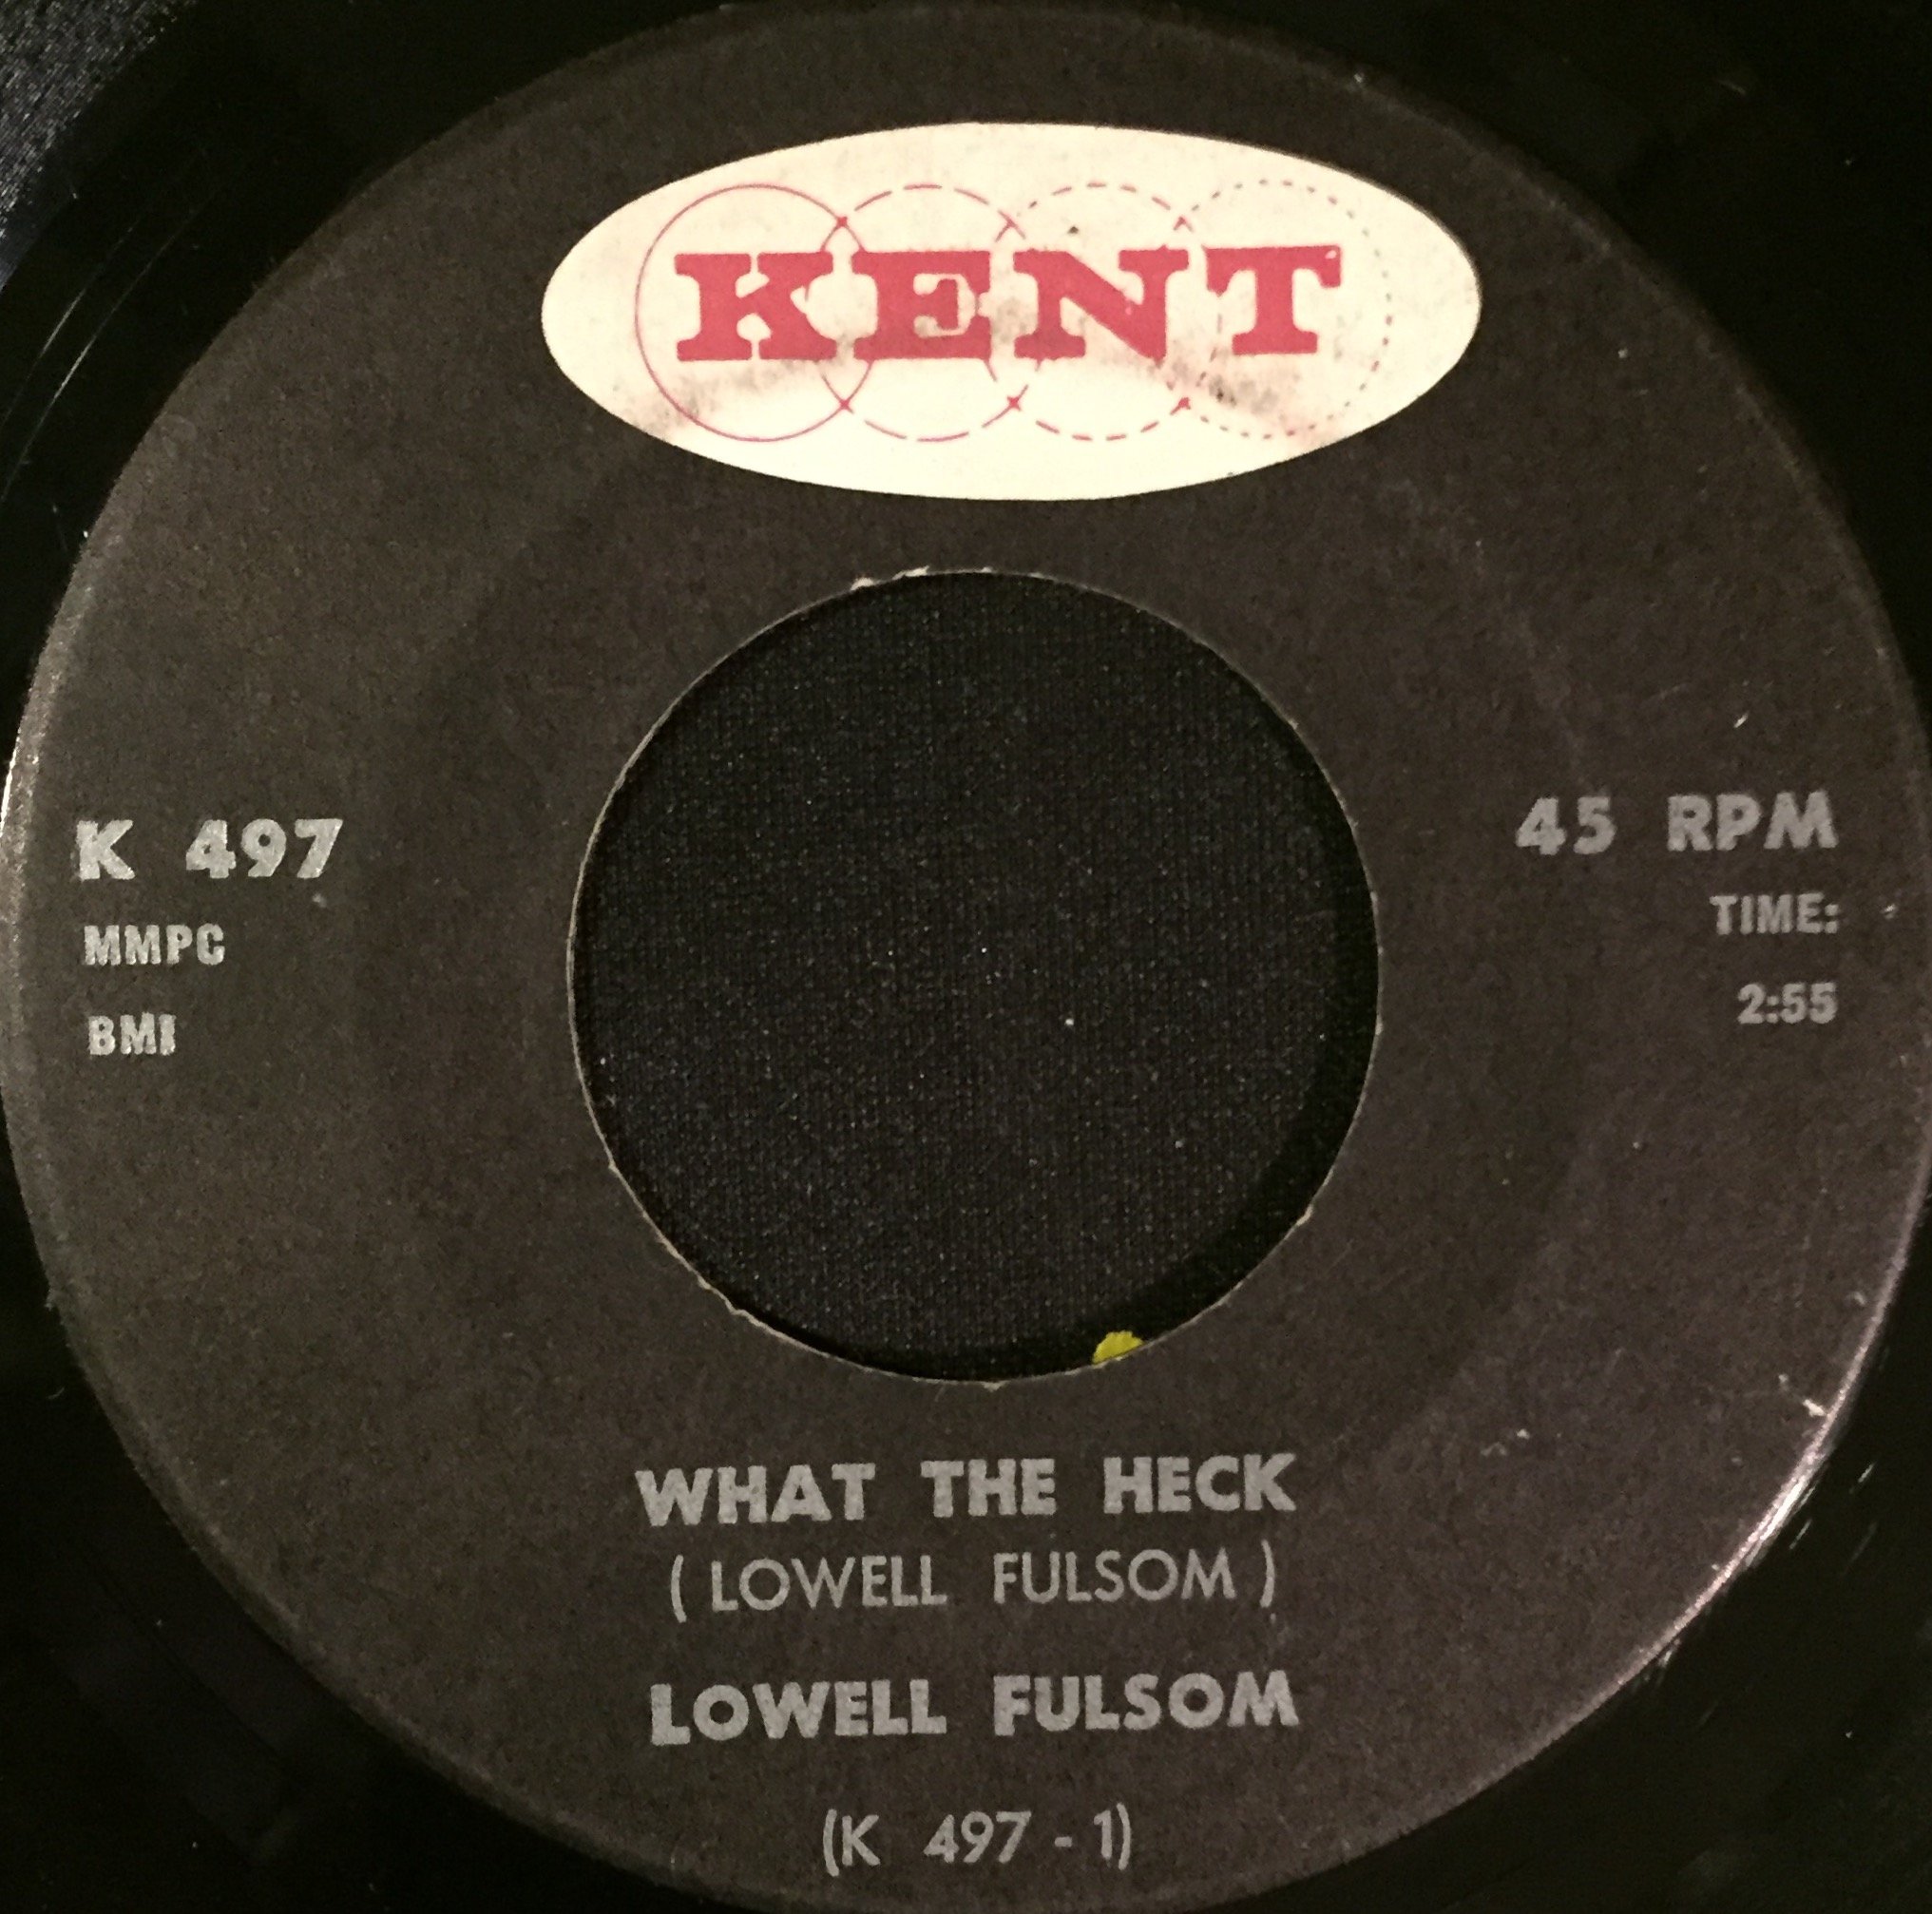 KENT
K 497
45 RPM
MMPC
TIME:
BMI
2:55
WHAT THE HECK
( LOWELL FULSOM )
LOWELL FULSOM
(K 497 - 1)